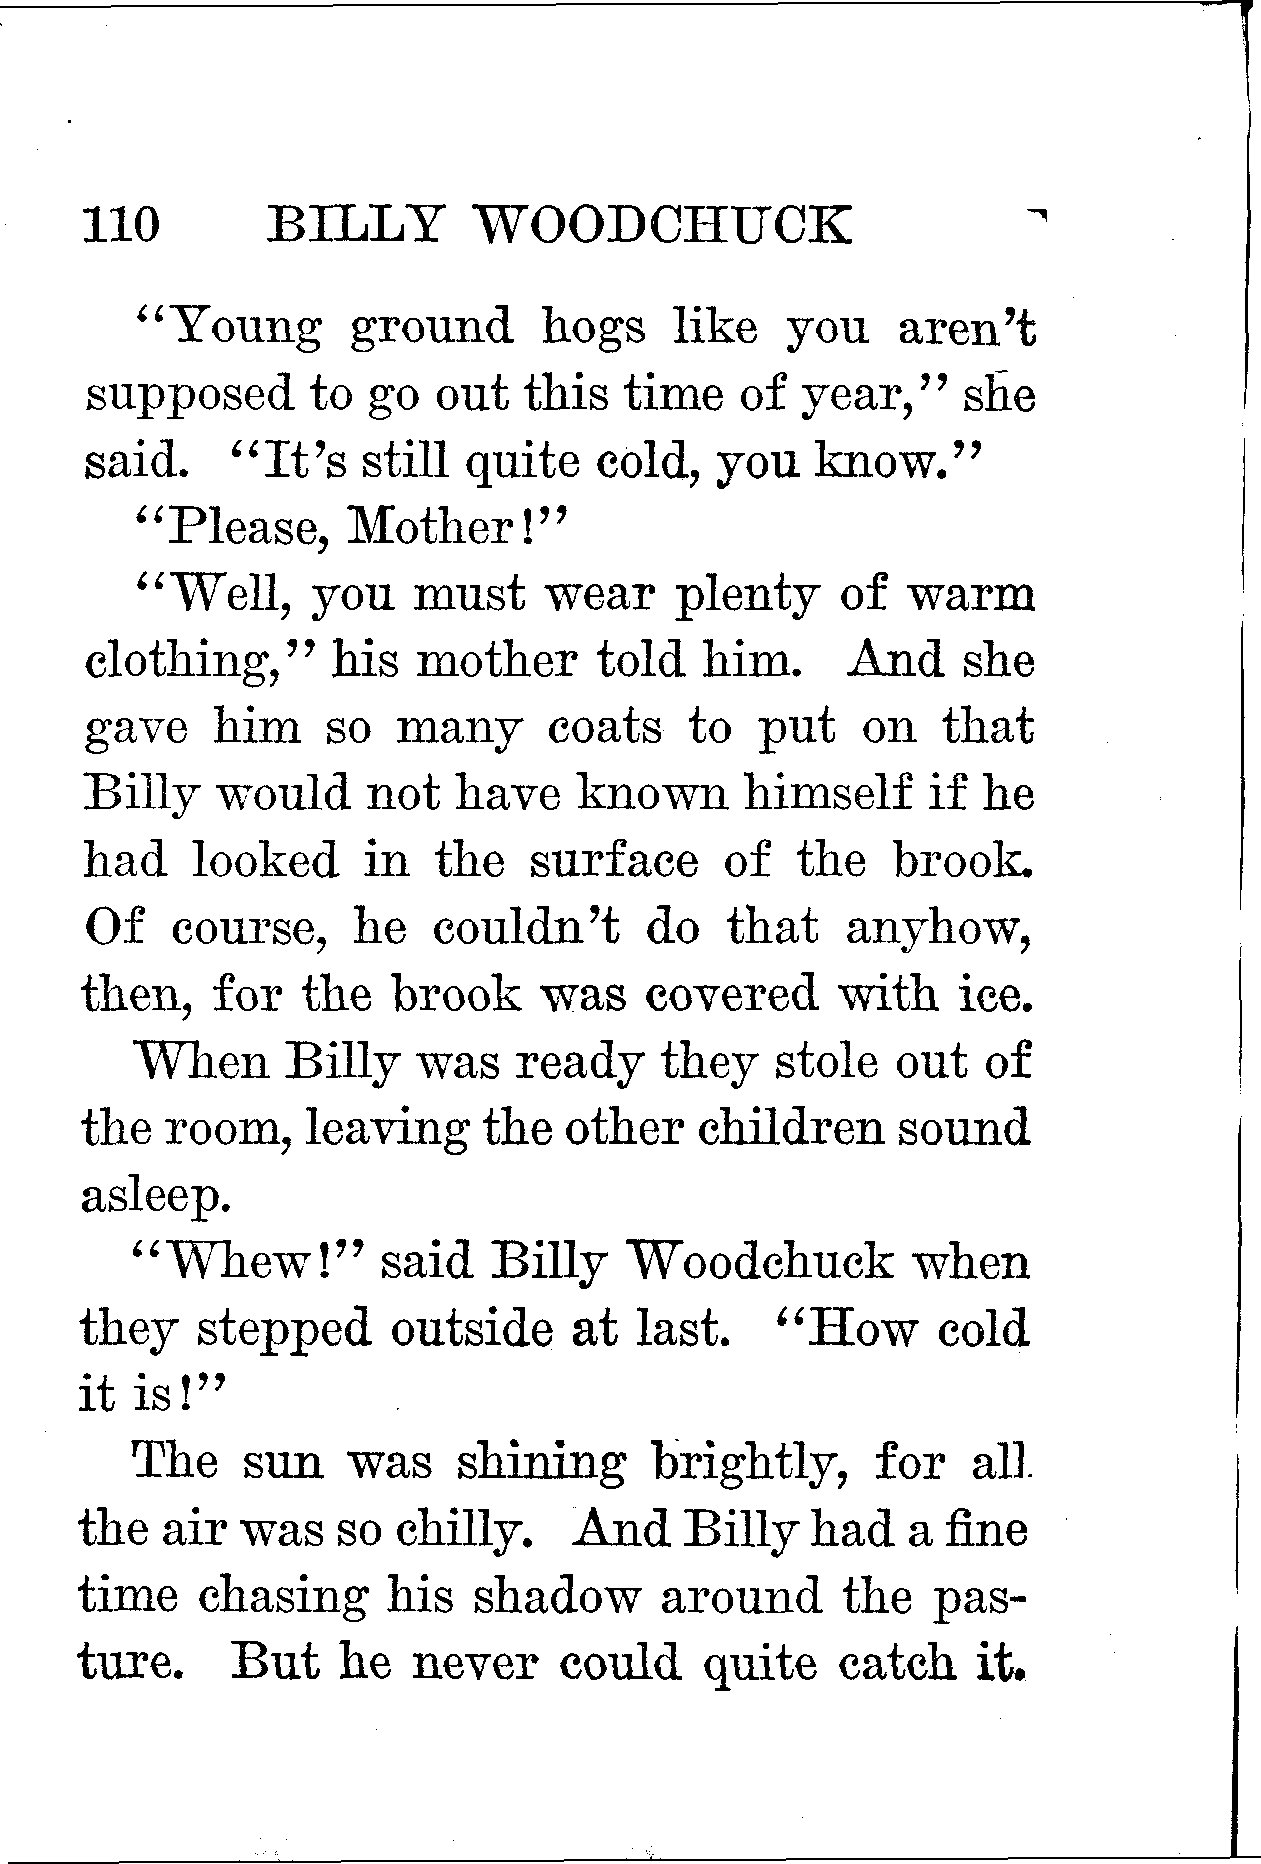 110 BILLY WOODCHUCK
“Young ground hogs like you aren’t
supposed to go out this time of year,” she
said. “It’s still quite cold, you know.”
“Please, Mother!”
“Well, you must wear plenty of warm
clothing,” his mother told him. And she
gave him so many coats to put on that
Billy would not have known himself if he
had looked in the surface of the brook.
Of course, he couldn’t do that anyhow,
then, for the brook was covered with ice.
When Billy was ready they stole out of
the room, leaving the other children sound
asleep.
“Whew!” said Billy Woodchuck when
they stepped outside at last. “How cold
it is!”
The sun was shining brightly, for all
the air was so chilly. And Billy had a fine
time chasing his shadow around the pas-
ture. But he never could quite catch it.